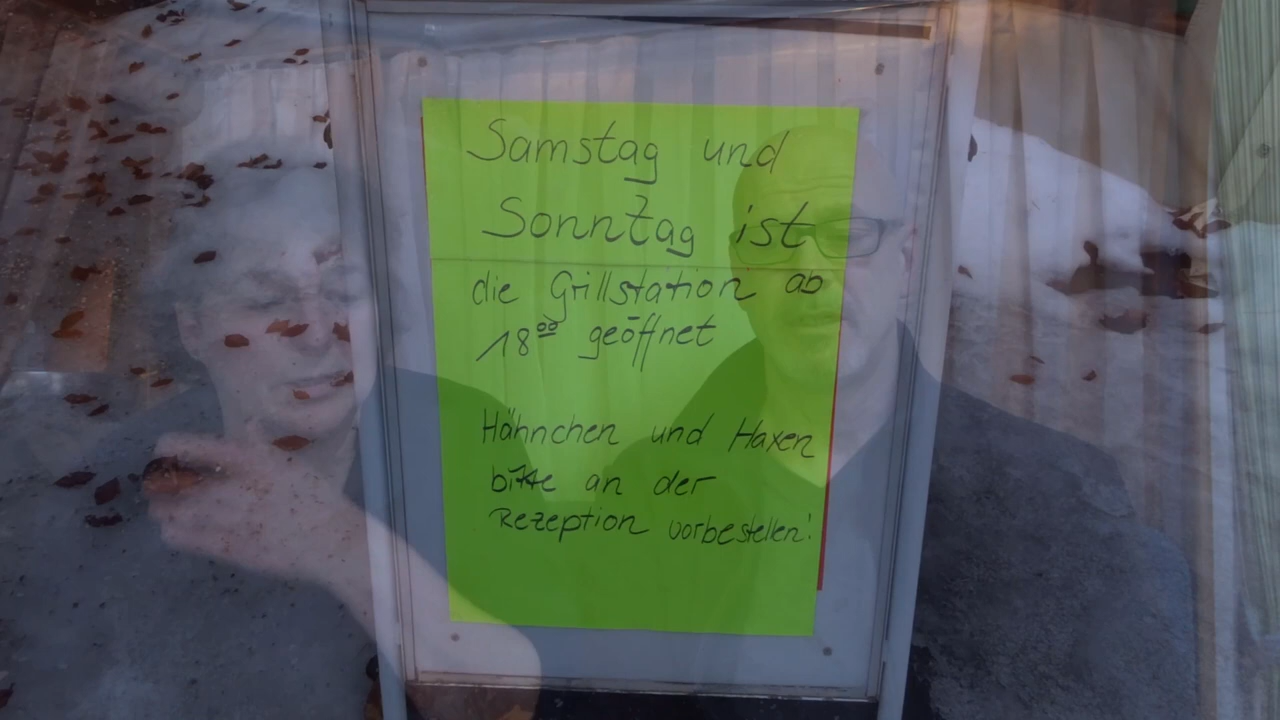 Samstag und
Sonntag ist
die Grillstation ab
18⁰⁰ geöffnet
Hähnchen und Haxen
bitte an der
Rezeption vorbestellen!